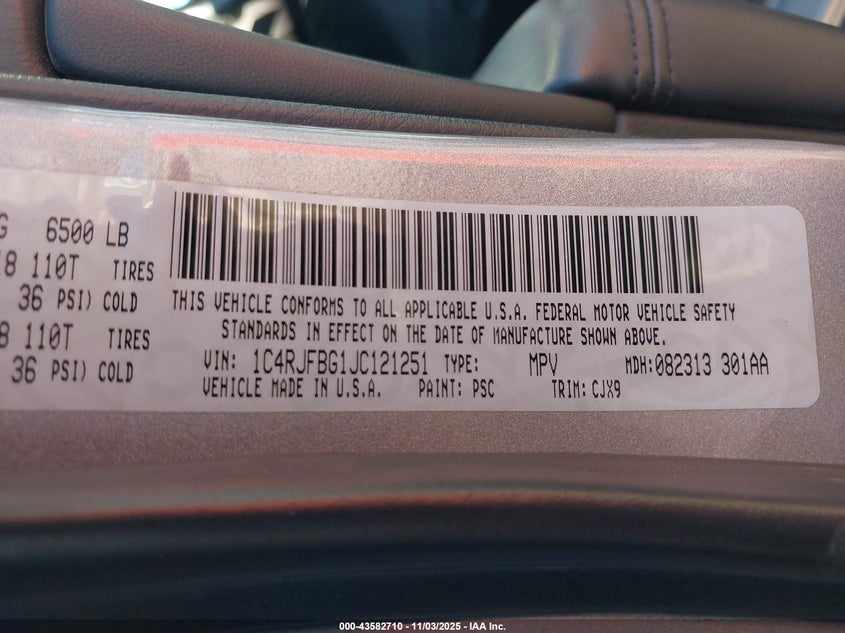 G 6500 LB
8 110T TIRES
36 PSI) COLD
8 110T TIRES
36 PSI) COLD
THIS VEHICLE CONFORMS TO ALL APPLICABLE U.S.A. FEDERAL MOTOR VEHICLE SAFETY
STANDARDS IN EFFECT ON THE DATE OF MANUFACTURE SHOWN ABOVE.
VIN: 1C4RJFBG1JC121251 TYPE: MPV MDH:082313 301AA
VEHICLE MADE IN U.S.A. PAINT: PSC TRIM: CJX9
000-43582710 - 11/03/2025 - IAA Inc.